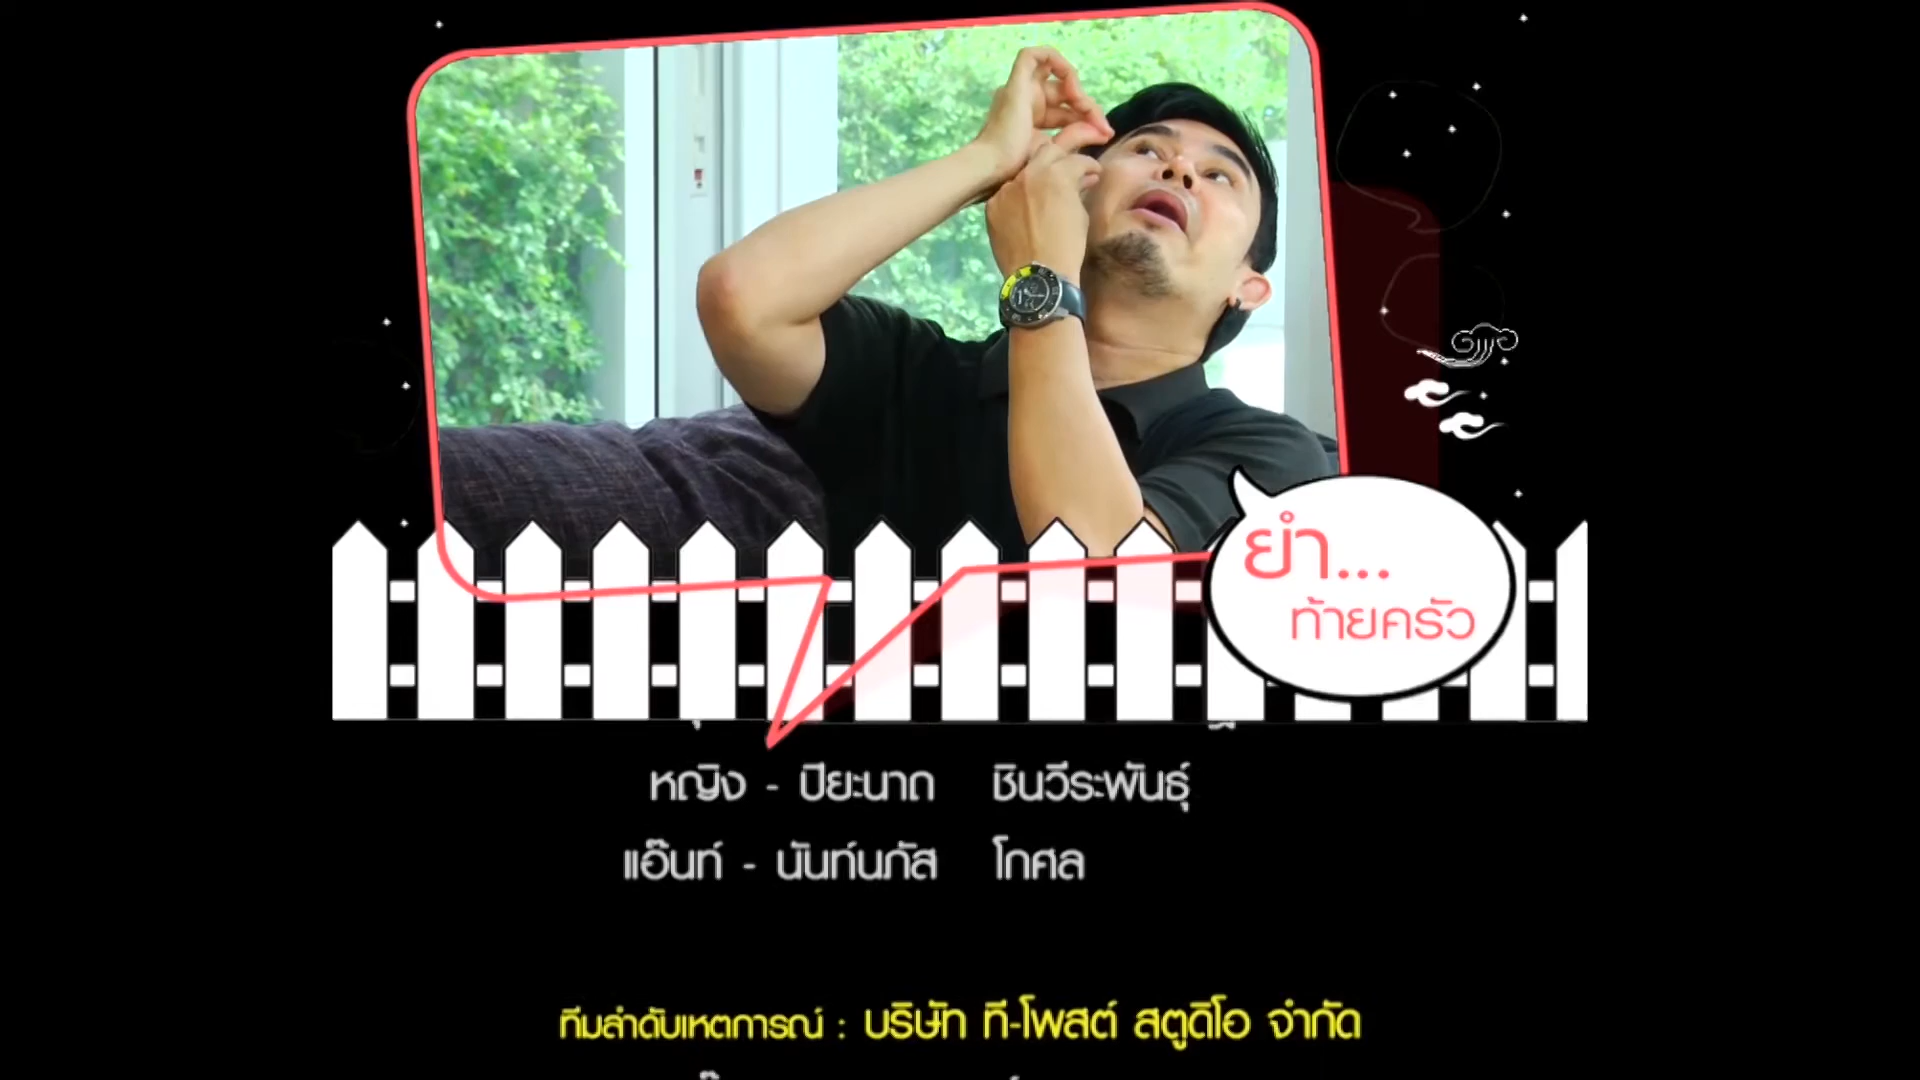 ยำ...
ท้ายครัว
หญิง - ปิยะนาถ ชินวีระพันธุ์
แอ๊นท์ - นันท์นภัส โกศล
ทีมลำดับเหตการณ์ : บริษัท ที-โพสต์ สตูดิโอ จำกัด